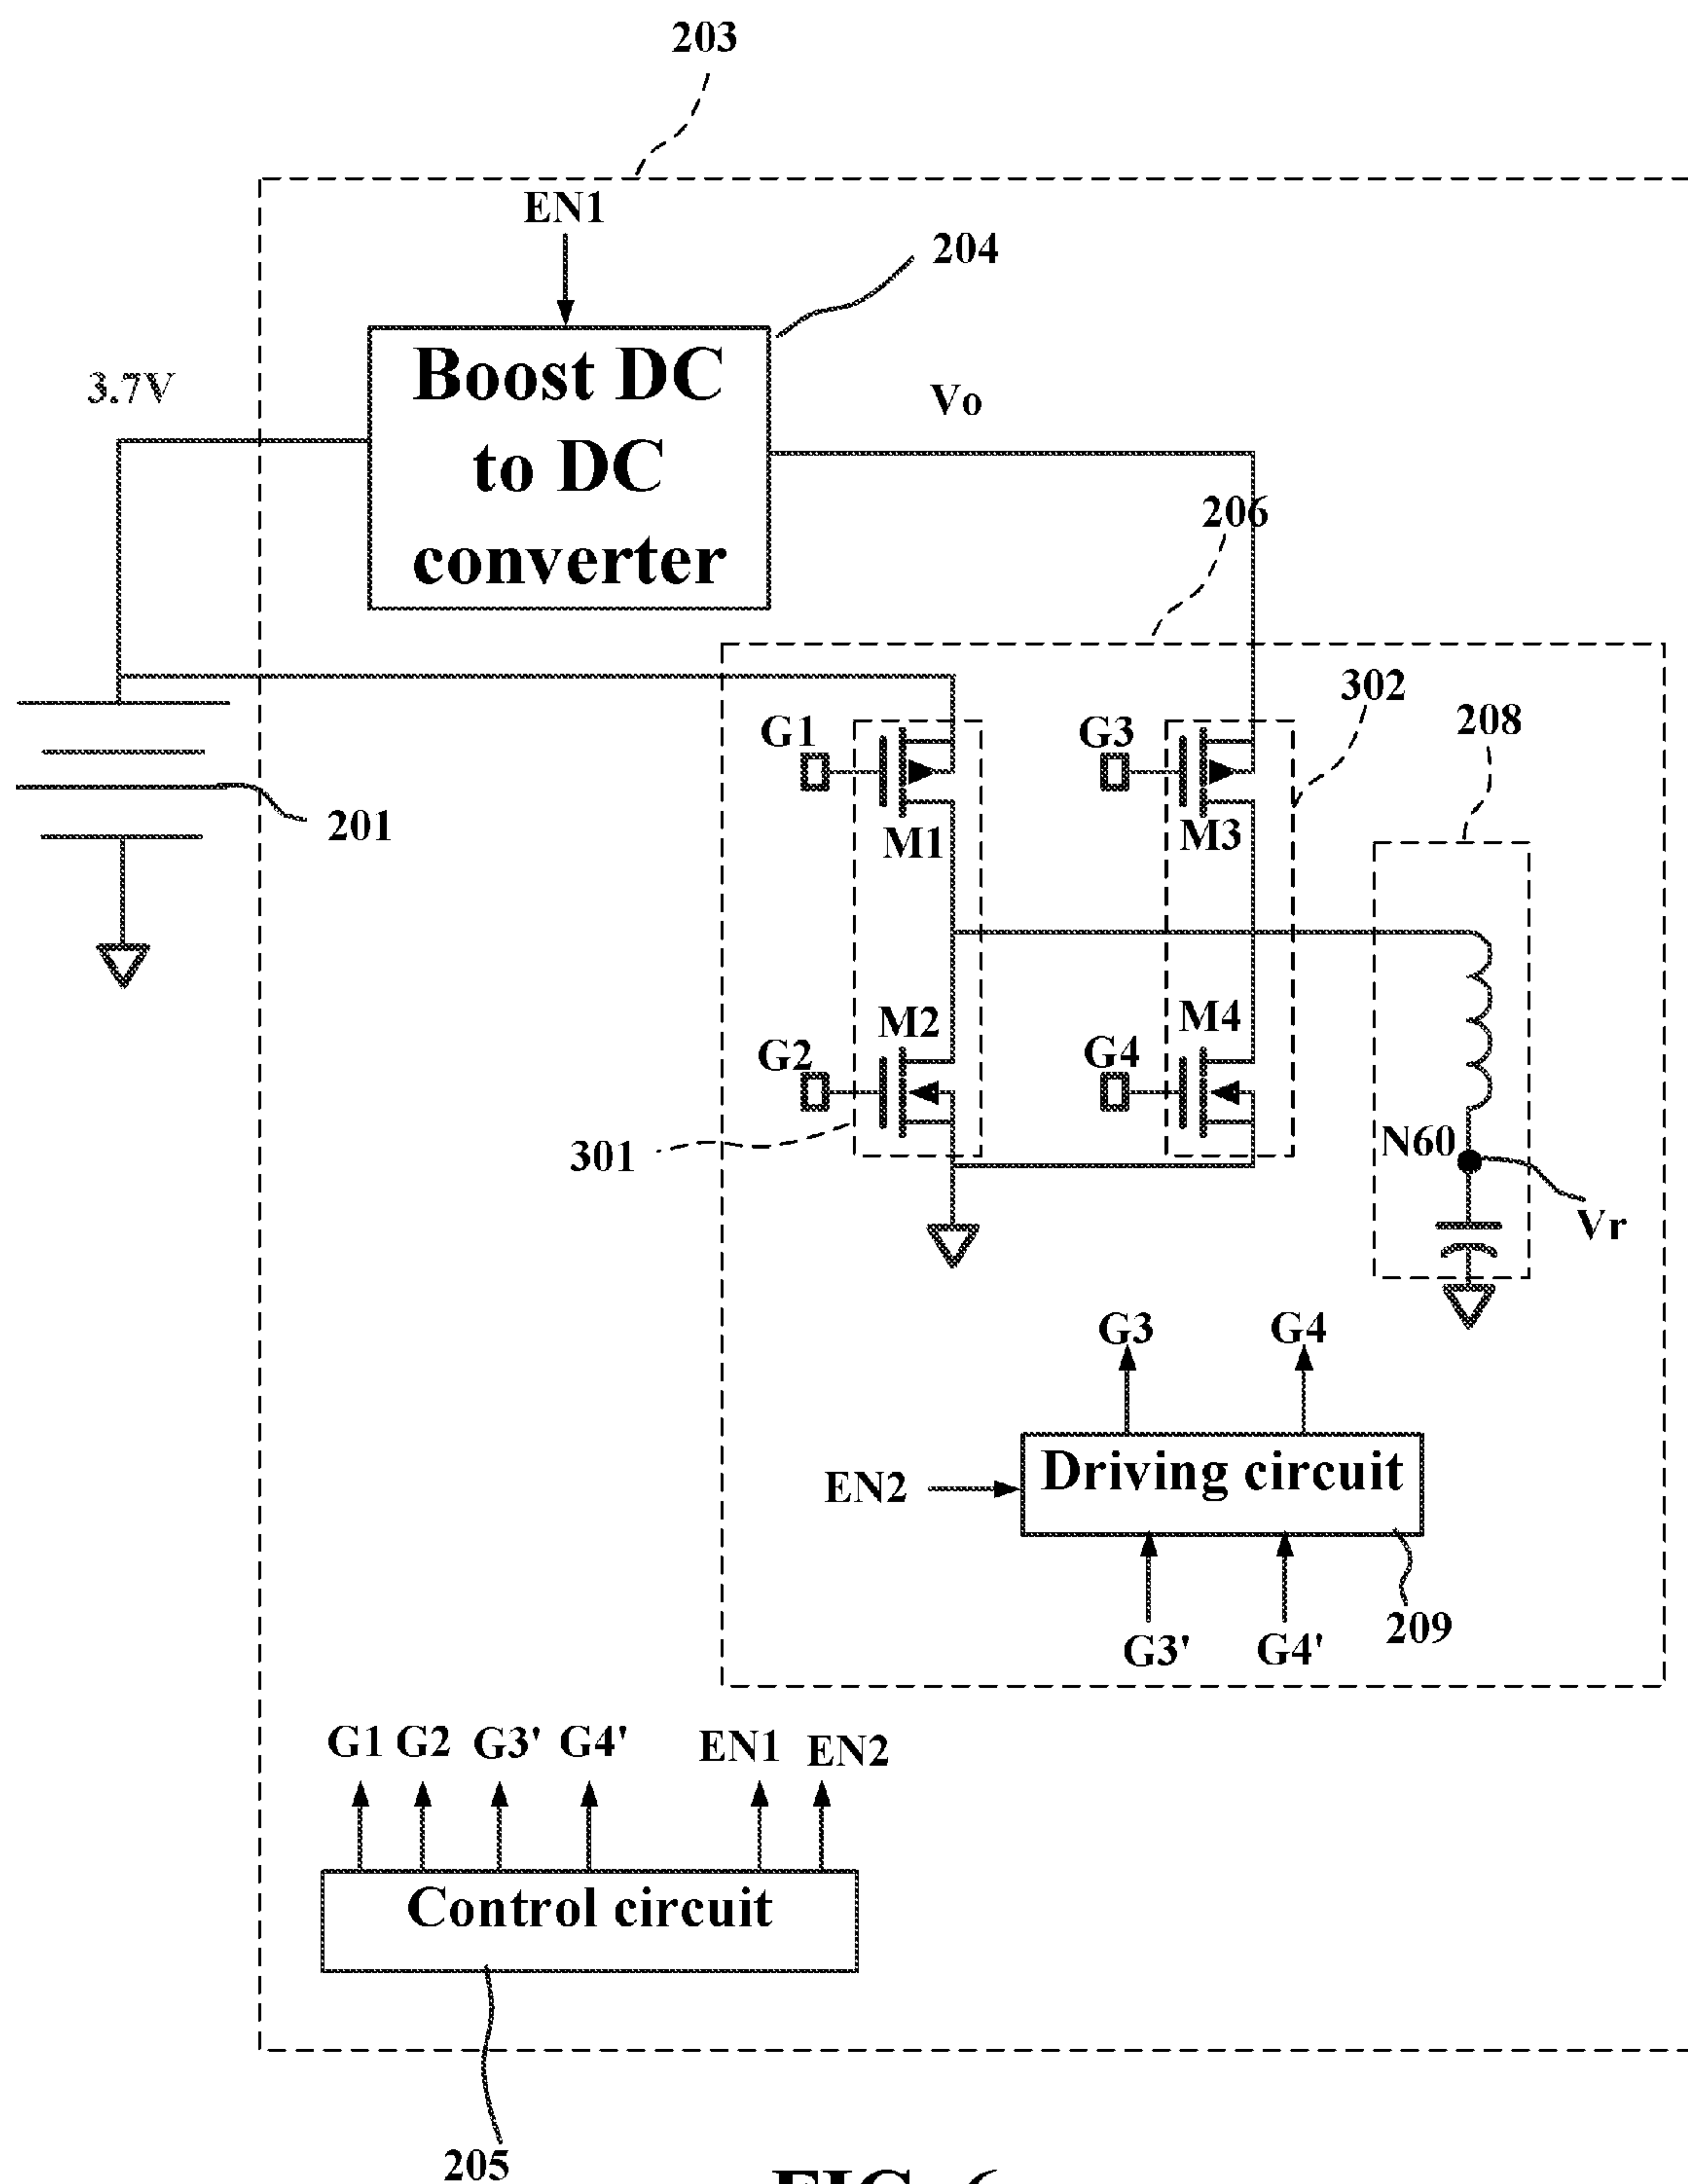 203
EN1
204
Boost DC
to DC
converter
3.7V
Vo
206
302
208
G1
G3
201
M1
M3
M2
M4
G2
G4
301
N60
Vr
G3
G4
EN2
Driving circuit
G3'
G4'
209
G1
G2
G3'
G4'
EN1
EN2
Control circuit
205
FIG. 6